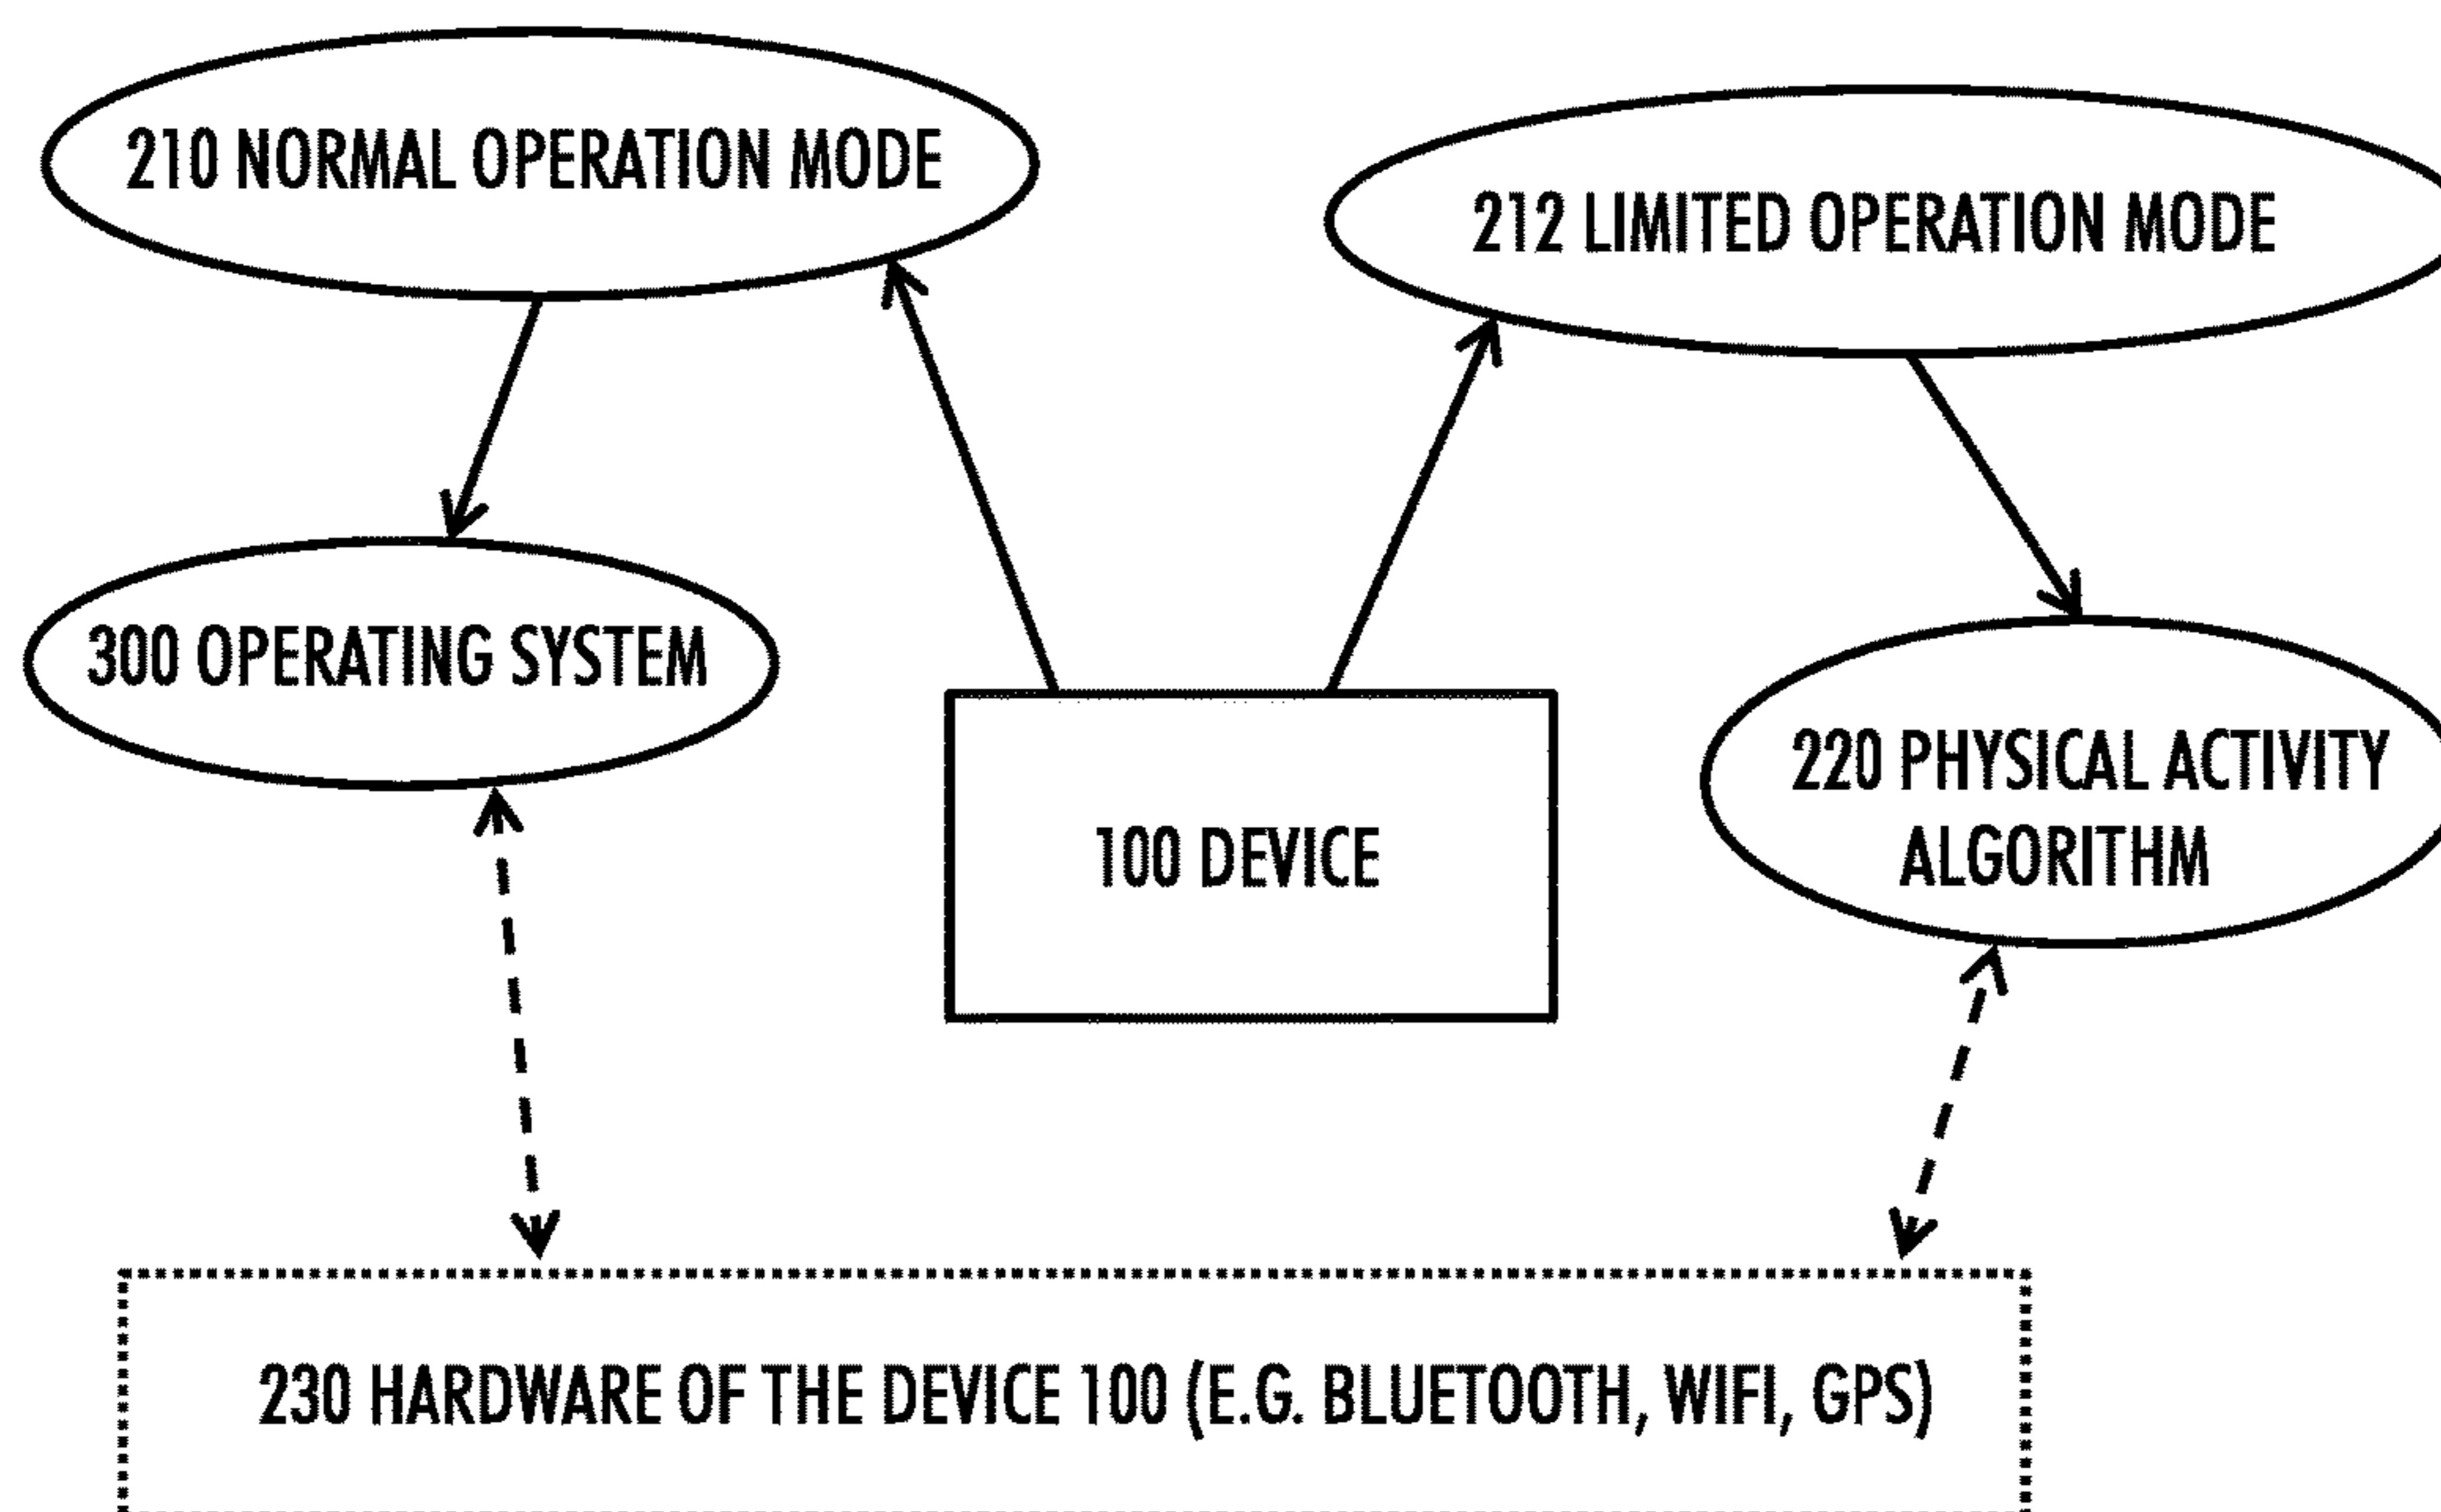 210 NORMAL OPERATION MODE
212 LIMITED OPERATION MODE
300 OPERATING SYSTEM
100 DEVICE
220 PHYSICAL ACTIVITY
ALGORITHM
230 HARDWARE OF THE DEVICE 100 (E.G. BLUETOOTH, WIFI, GPS)